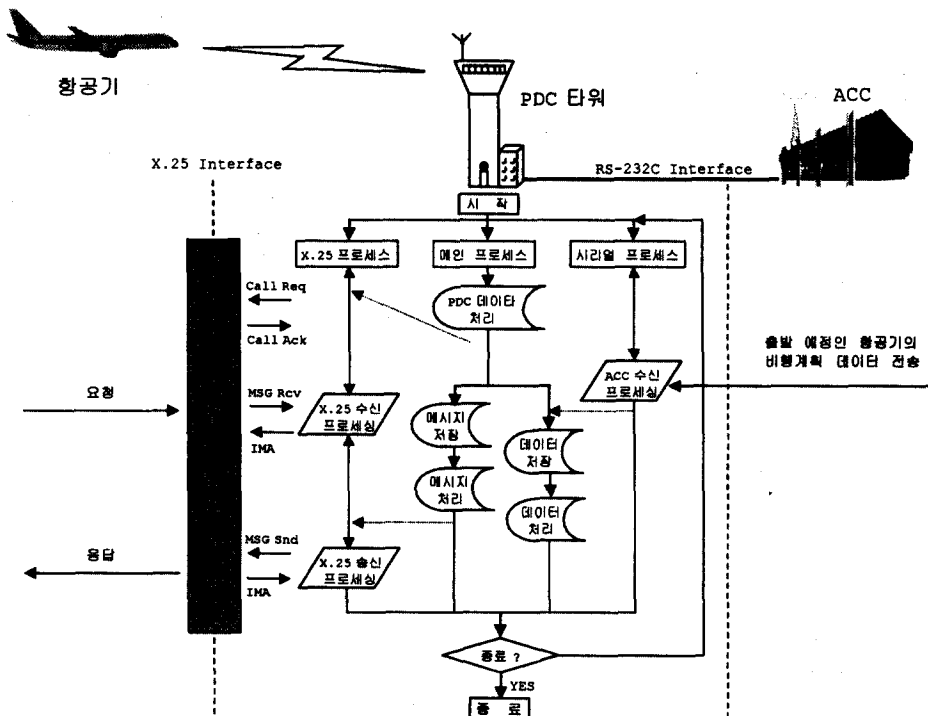 항공기
PDC 타워
ACC
X.25 Interface
RS-232C Interface
시 작
X.25 프로세스
메인 프로세스
시리얼 프로세스
Call Req
PDC 데이타
처리
Call Ack
출발 예정인 항공기의
비행계획 데이터 전송
요청
MSG Rcv
X.25 수신
프로세싱
IMA
ACC 수신
프로세싱
메시지
저장
데이터
저장
메시지
처리
데이터
처리
응답
MSG Snd
X.25 송신
프로세싱
IMA
종료 ?
YES
종 료